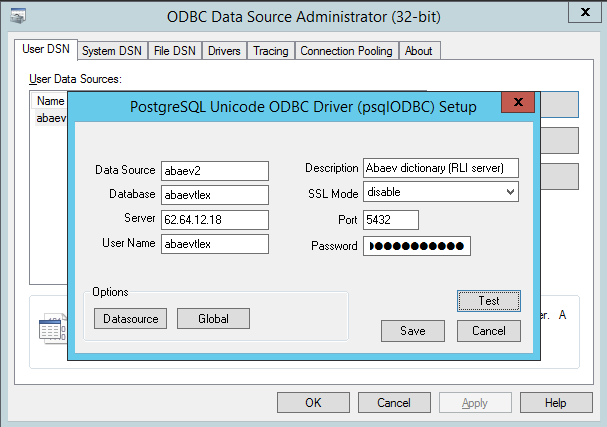 ODBC Data Source Administrator (32-bit)
User DSN System DSN File DSN Drivers Tracing Connection Pooling About
User Data Sources:
Name
abaev
PostgreSQL Unicode ODBC Driver (psqlODBC) Setup
Data Source abaev2 Description Abaev dictionary (RLI server)
Database abaevtlex SSL Mode disable
Server 62.64.12.18 Port 5432
User Name abaevtlex Password ●●●●●●●●●●●
Options
Datasource Global
Test
Save Cancel
er. A
OK Cancel Apply Help